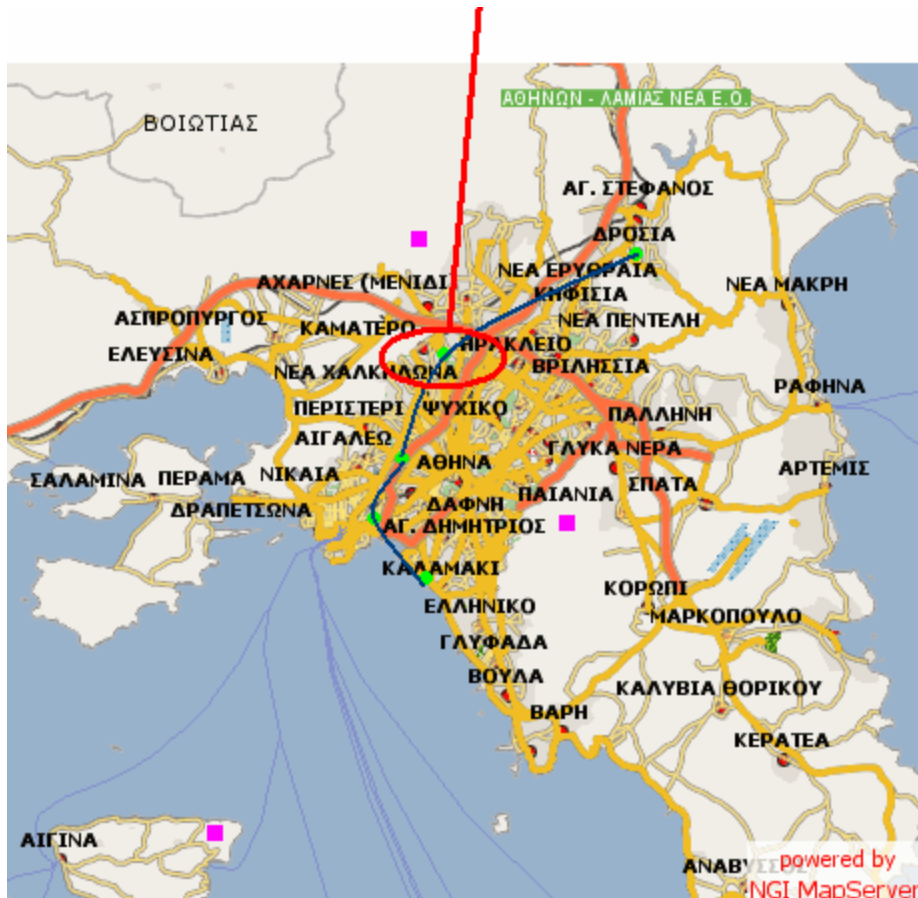 ΑΘΗΝΩΝ - ΛΑΜΙΑΣ ΝΕΑ Ε.Ο.
ΒΟΙΩΤΙΑΣ
ΑΓ. ΣΤΕΦΑΝΟΣ
ΔΡΟΣΙΑ
ΝΕΑ ΕΡΥΘΡΑΙΑ
ΑΧΑΡΝΕΣ (ΜΕΝΙΔΙ)
ΝΕΑ ΜΑΚΡΗ
ΚΗΦΙΣΙΑ
ΑΣΠΡΟΠΥΡΓΟΣ
ΚΑΜΑΤΕΡΟ
ΝΕΑ ΠΕΝΤΕΛΗ
ΗΡΑΚΛΕΙΟ
ΕΛΕΥΣΙΝΑ
ΝΕΑ ΧΑΛΚΗΔΩΝΑ
ΒΡΙΛΗΣΣΙΑ
ΡΑΦΗΝΑ
ΠΕΡΙΣΤΕΡΙ
ΨΥΧΙΚΟ
ΠΑΛΛΗΝΗ
ΑΙΓΑΛΕΩ
ΓΛΥΚΑ ΝΕΡΑ
ΑΘΗΝΑ
ΑΡΤΕΜΙΣ
ΣΑΛΑΜΙΝΑ
ΠΕΡΑΜΑ
ΝΙΚΑΙΑ
ΣΠΑΤΑ
ΠΑΙΑΝΙΑ
ΔΑΦΝΗ
ΔΡΑΠΕΤΣΩΝΑ
ΑΓ. ΔΗΜΗΤΡΙΟΣ
ΚΑΛΑΜΑΚΙ
ΚΟΡΩΠΙ
ΕΛΛΗΝΙΚΟ
ΜΑΡΚΟΠΟΥΛΟ
ΓΛΥΦΑΔΑ
ΒΟΥΛΑ
ΚΑΛΥΒΙΑ ΘΟΡΙΚΟΥ
ΒΑΡΗ
ΚΕΡΑΤΕΑ
ΑΙΓΙΝΑ
ΑΝΑΒΥΣΣΟΣ
powered by
NGI MapServer